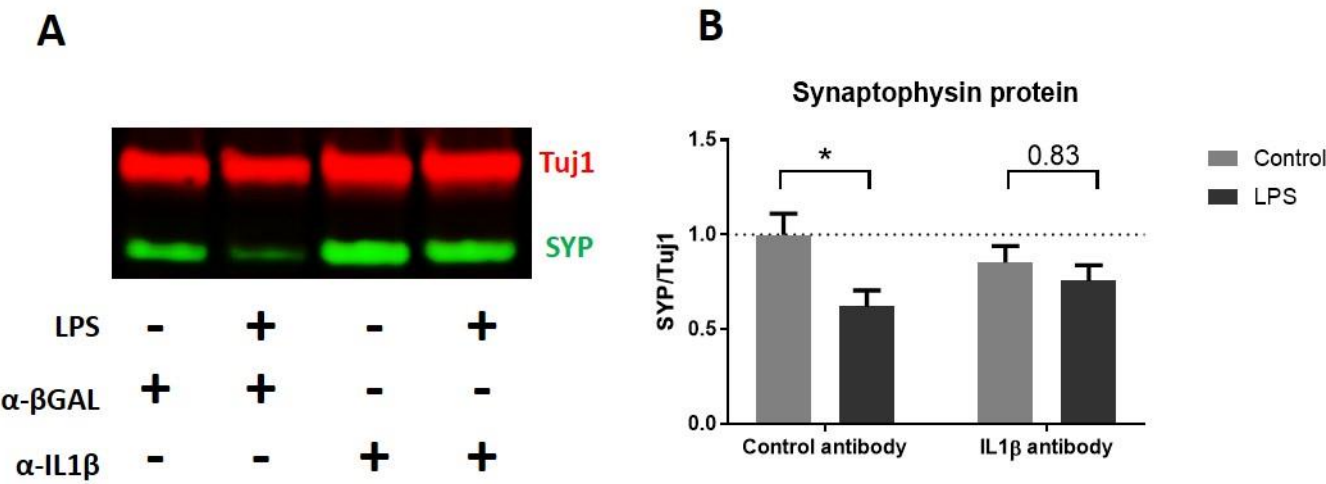 A
Tuj1
SYP
LPS - + - +
α-βGAL + + - -
α-IL1β - - + +
B
Synaptophysin protein
SYP/Tuj1
1.5
1.0
0.5
0.0
*
0.83
Control antibody
IL1β antibody
Control
LPS